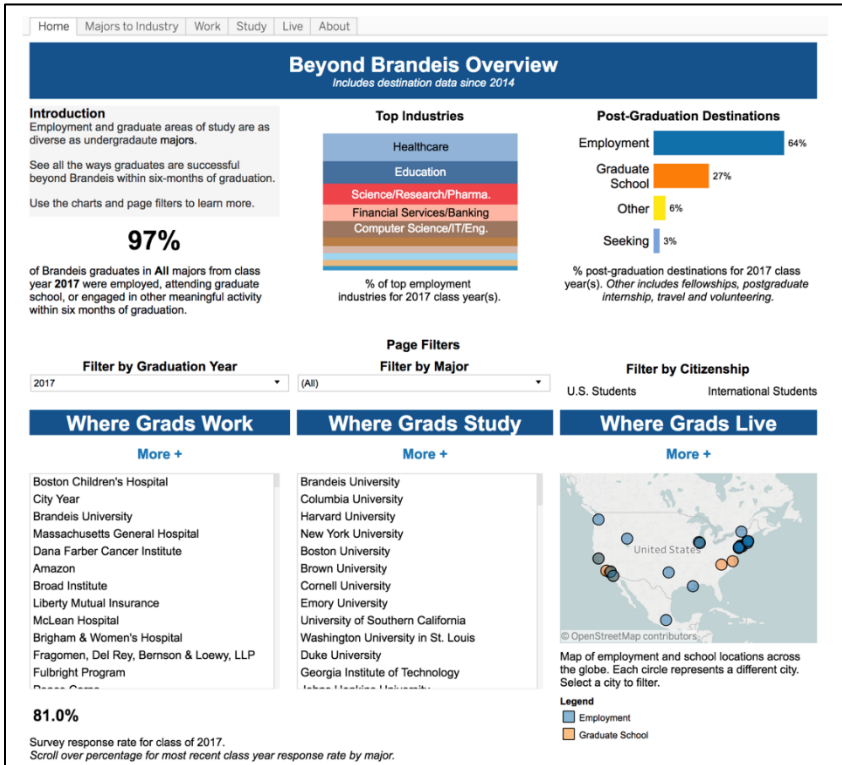 Home Majors to Industry Work Study Live About
Beyond Brandeis Overview
Includes destination data since 2014
Introduction
Employment and graduate areas of study are as
diverse as undergradaute majors.
See all the ways graduates are successful
beyond Brandeis within six-months of graduation.
Use the charts and page filters to learn more.
97%
of Brandeis graduates in All majors from class
year 2017 were employed, attending graduate
school, or engaged in other meaningful activity
within six months of graduation.
Top Industries
Healthcare
Education
Science/Research/Pharma.
Financial Services/Banking
Computer Science/IT/Eng.
% of top employment
industries for 2017 class year(s).
Post-Graduation Destinations
Employment 64%
Graduate
School 27%
Other 6%
Seeking 3%
% post-graduation destinations for 2017 class
year(s). Other includes fellowships, postgraduate
internship, travel and volunteering.
Page Filters
Filter by Graduation Year
2017
Filter by Major
(All)
Filter by Citizenship
U.S. Students International Students
Where Grads Work
More +
Boston Children's Hospital
City Year
Brandeis University
Massachusetts General Hospital
Dana Farber Cancer Institute
Amazon
Broad Institute
Liberty Mutual Insurance
McLean Hospital
Brigham & Women's Hospital
Fragomen, Del Rey, Bernson & Loewy, LLP
Fulbright Program
Peace Corps
81.0%
Survey response rate for class of 2017.
Scroll over percentage for most recent class year response rate by major.
Where Grads Study
More +
Brandeis University
Columbia University
Harvard University
New York University
Boston University
Brown University
Cornell University
Emory University
University of Southern California
Washington University in St. Louis
Duke University
Georgia Institute of Technology
Johns Hopkins University
Where Grads Live
More +
United States
© OpenStreetMap contributors
Map of employment and school locations across
the globe. Each circle represents a different city.
Select a city to filter.
Legend
Employment
Graduate School